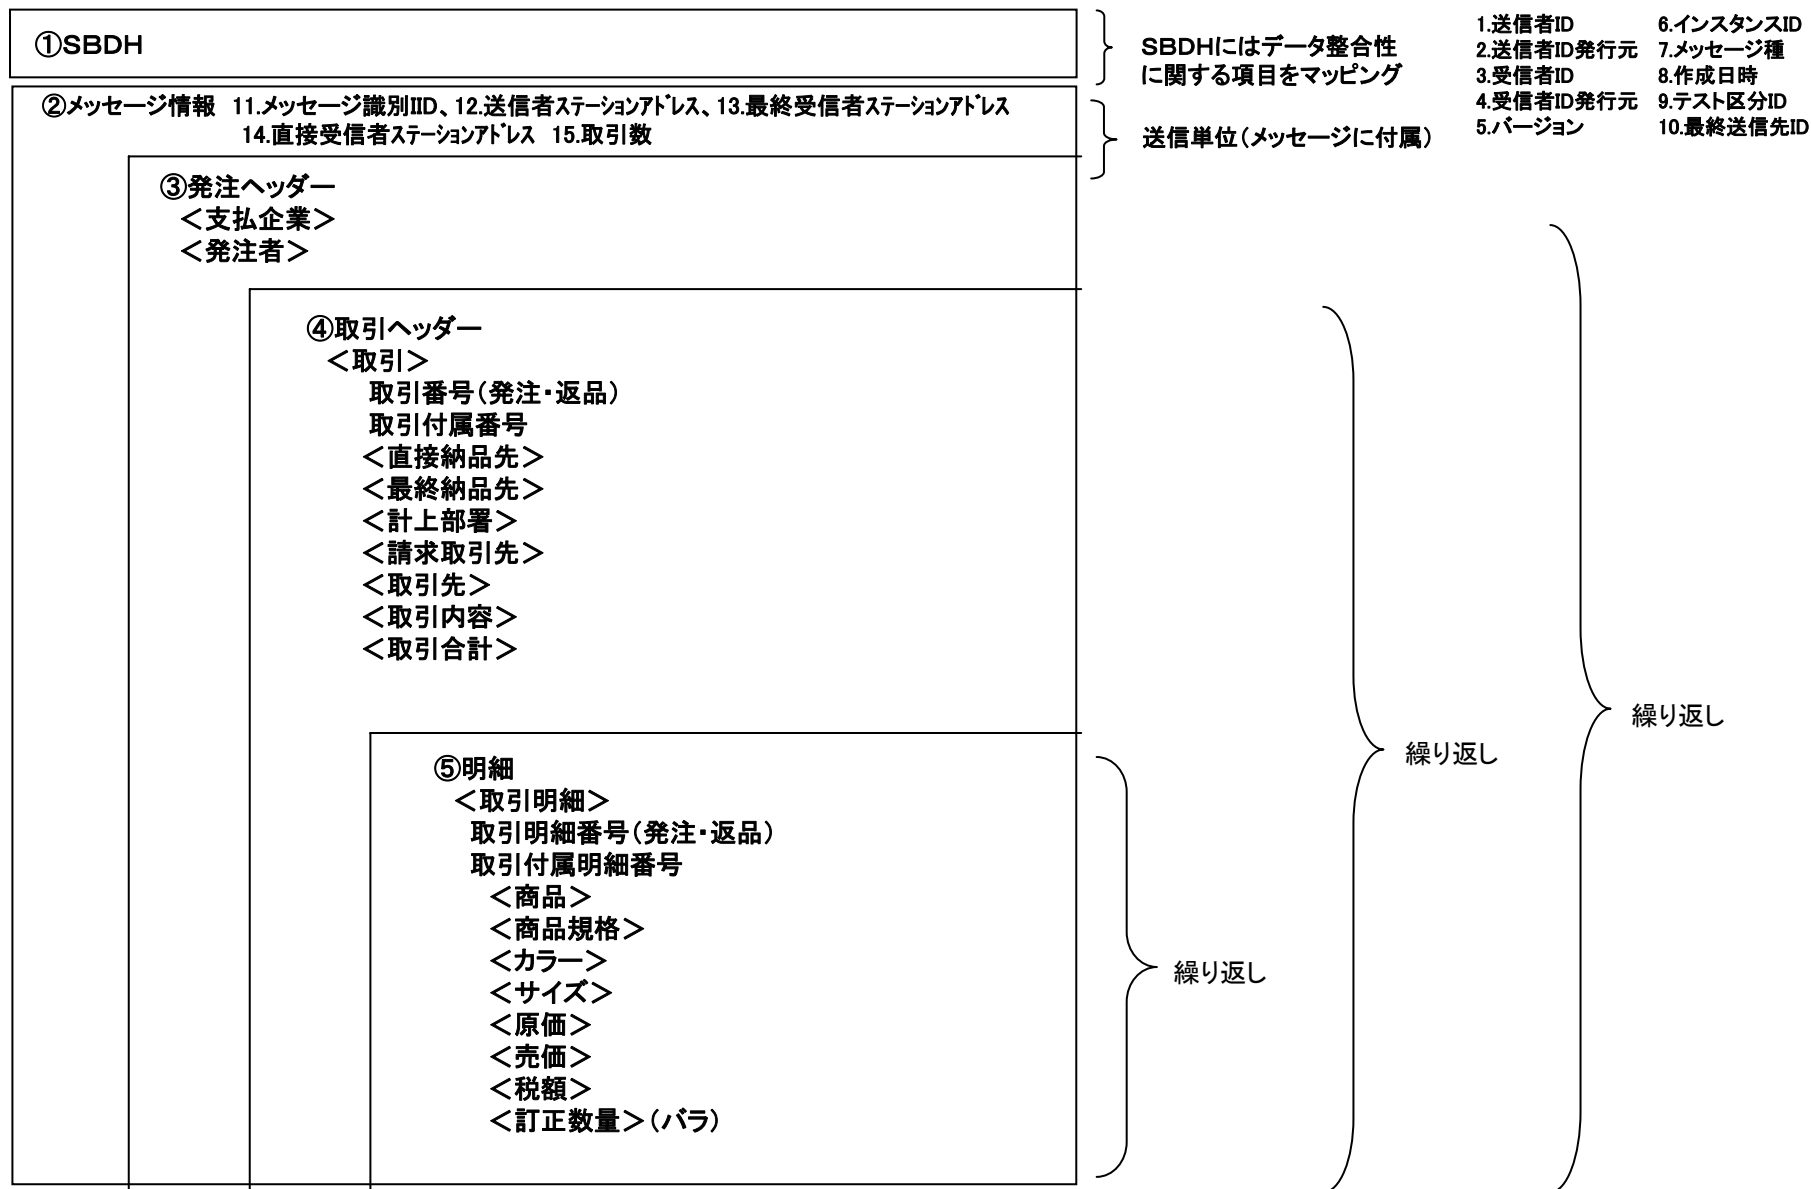 ①SBDH
SBDHにはデータ整合性
に関する項目をマッピング
1.送信者ID 6.インスタンスID
2.送信者ID発行元 7.メッセージ種
3.受信者ID 8.作成日時
4.受信者ID発行元 9.テスト区分ID
5.バージョン 10.最終送信先ID
②メッセージ情報 11.メッセージ識別IID、12.送信者ステーションアドレス、13.最終受信者ステーションアドレス
14.直接受信者ステーションアドレス 15.取引数
送信単位(メッセージに付属)
③発注ヘッダー
<支払企業>
<発注者>
④取引ヘッダー
<取引>
取引番号(発注・返品)
取引付属番号
<直接納品先>
<最終納品先>
<計上部署>
<請求取引先>
<取引先>
<取引内容>
<取引合計>
繰り返し
繰り返し
⑤明細
<取引明細>
取引明細番号(発注・返品)
取引付属明細番号
<商品>
<商品規格>
<カラー>
<サイズ>
<原価>
<売価>
<税額>
<訂正数量>(バラ)
繰り返し